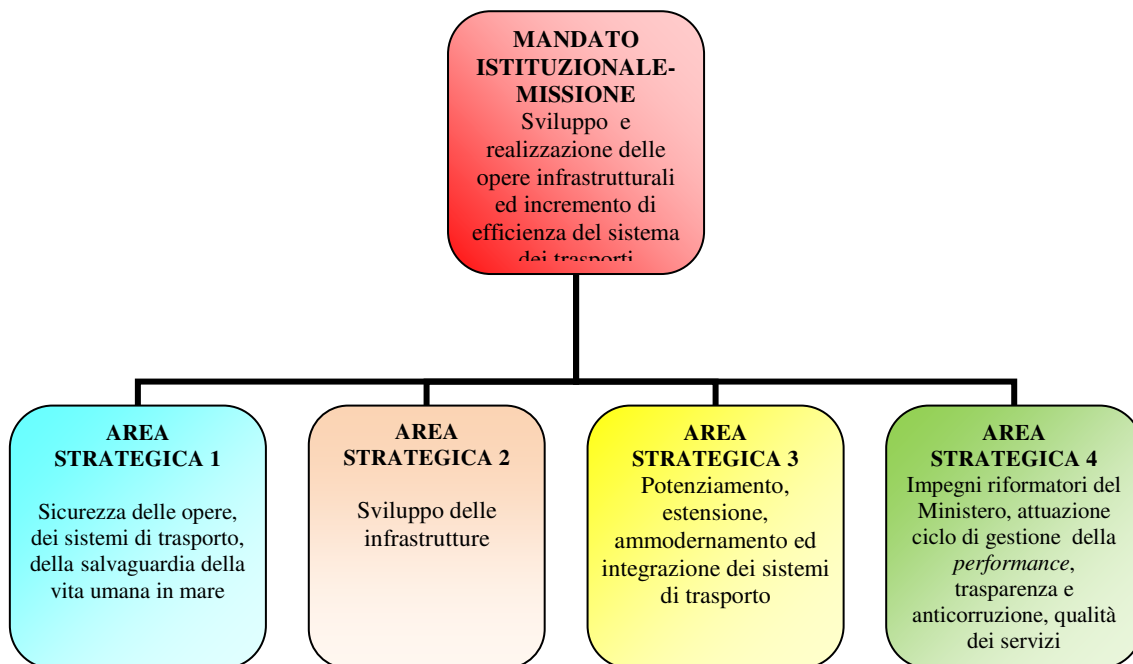 MANDATO
ISTITUZIONALE-
MISSIONE
Sviluppo e
realizzazione delle
opere infrastrutturali
ed incremento di
efficienza del sistema
dei trasporti
AREA
STRATEGICA 1
Sicurezza delle opere,
dei sistemi di trasporto,
della salvaguardia della
vita umana in mare
AREA
STRATEGICA 2
Sviluppo delle
infrastrutture
AREA
STRATEGICA 3
Potenziamento,
estensione,
ammodernamento ed
integrazione dei sistemi
di trasporto
AREA
STRATEGICA 4
Impegni riformatori del
Ministero, attuazione
ciclo di gestione della
performance,
trasparenza e
anticorruzione, qualità
dei servizi